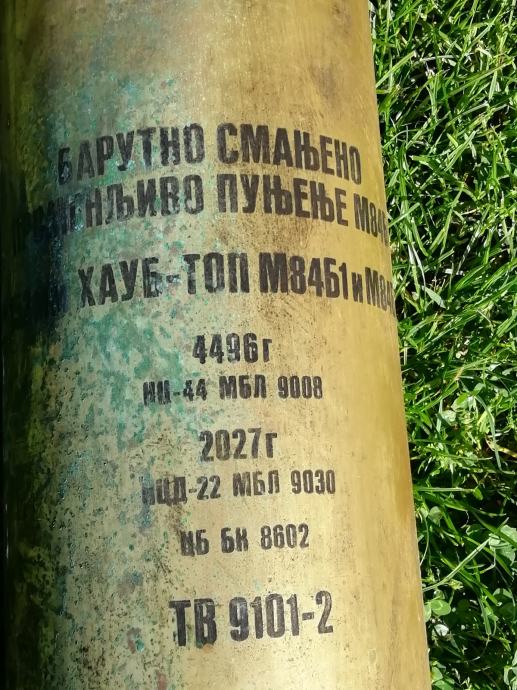 БАРУТНО СМАЊЕНО
ПУЊЕЊЕ
ХАУБ-ТОП М84Б1 и
4496г
НЦ-44 МБЛ 9008
2027г
НЦД-22 МБЛ 9030
ЦБ БК 8602
ТВ 9101-2